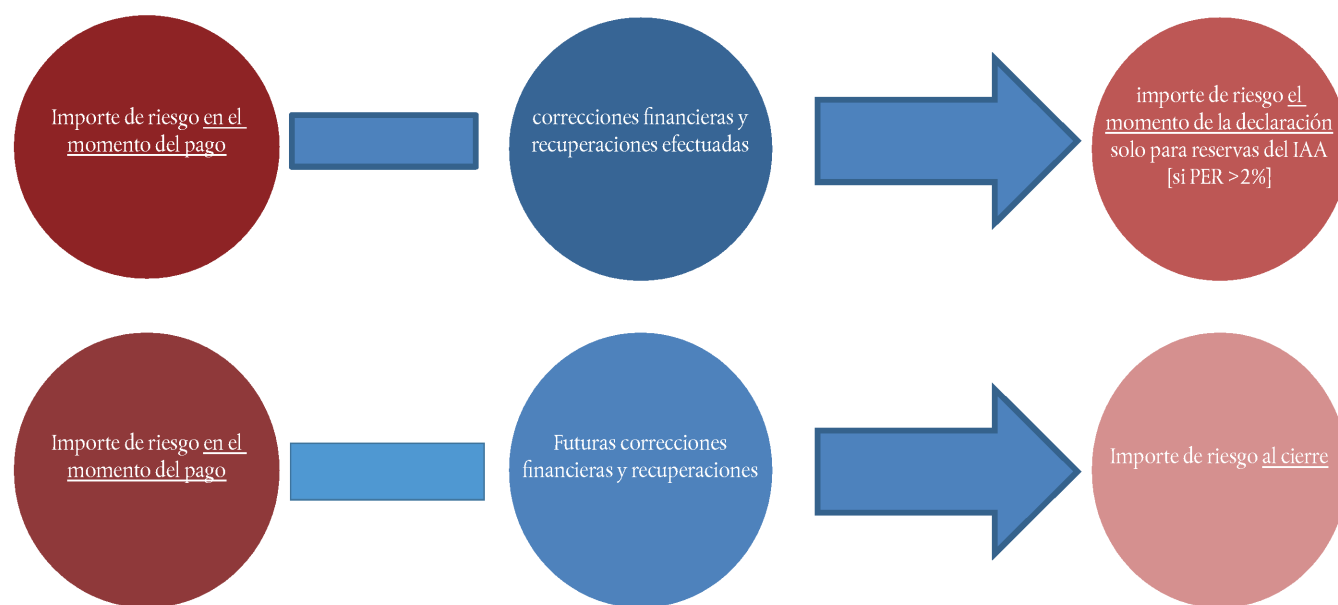 Importe de riesgo en el
momento del pago
correcciones financieras y
recuperaciones efectuadas
importe de riesgo el
momento de la declaración
solo para reservas del IAA
[si PER >2%]
Importe de riesgo en el
momento del pago
Futuras correcciones
financieras y recuperaciones
Importe de riesgo al cierre